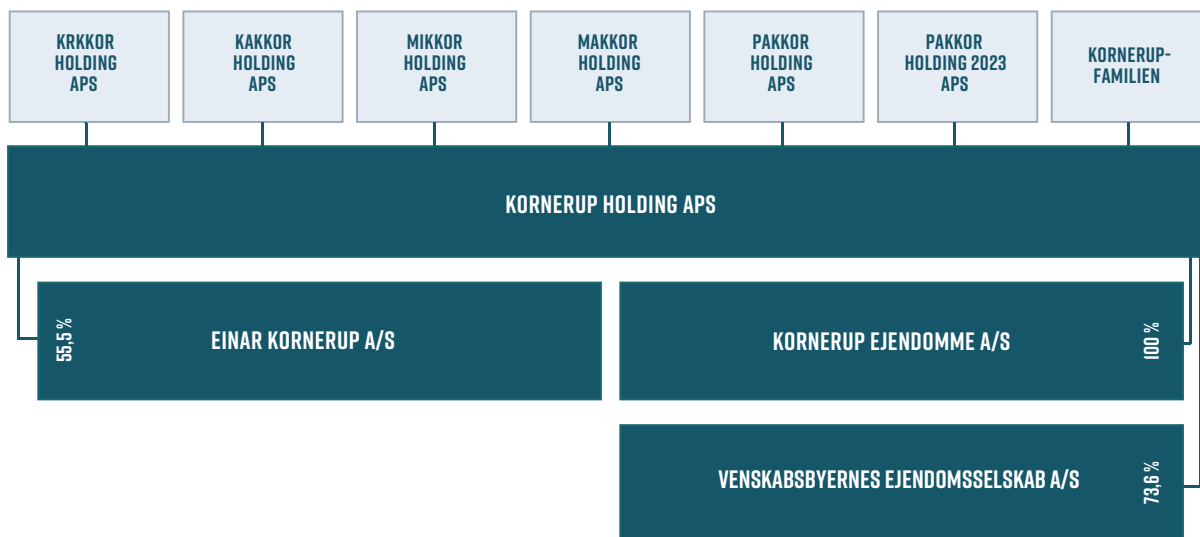 KRKKOR
HOLDING
APS
KAKKOR
HOLDING
APS
MIKKOR
HOLDING
APS
MAKKOR
HOLDING
APS
PAKKOR
HOLDING
APS
PAKKOR
HOLDING 2023
APS
KORNERUP-
FAMILIEN
KORNERUP HOLDING APS
55,5 %
EINAR KORNERUP A/S
KORNERUP EJENDOMME A/S
100 %
VENSKABSBYERNES EJENDOMSSELSKAB A/S
73,6 %